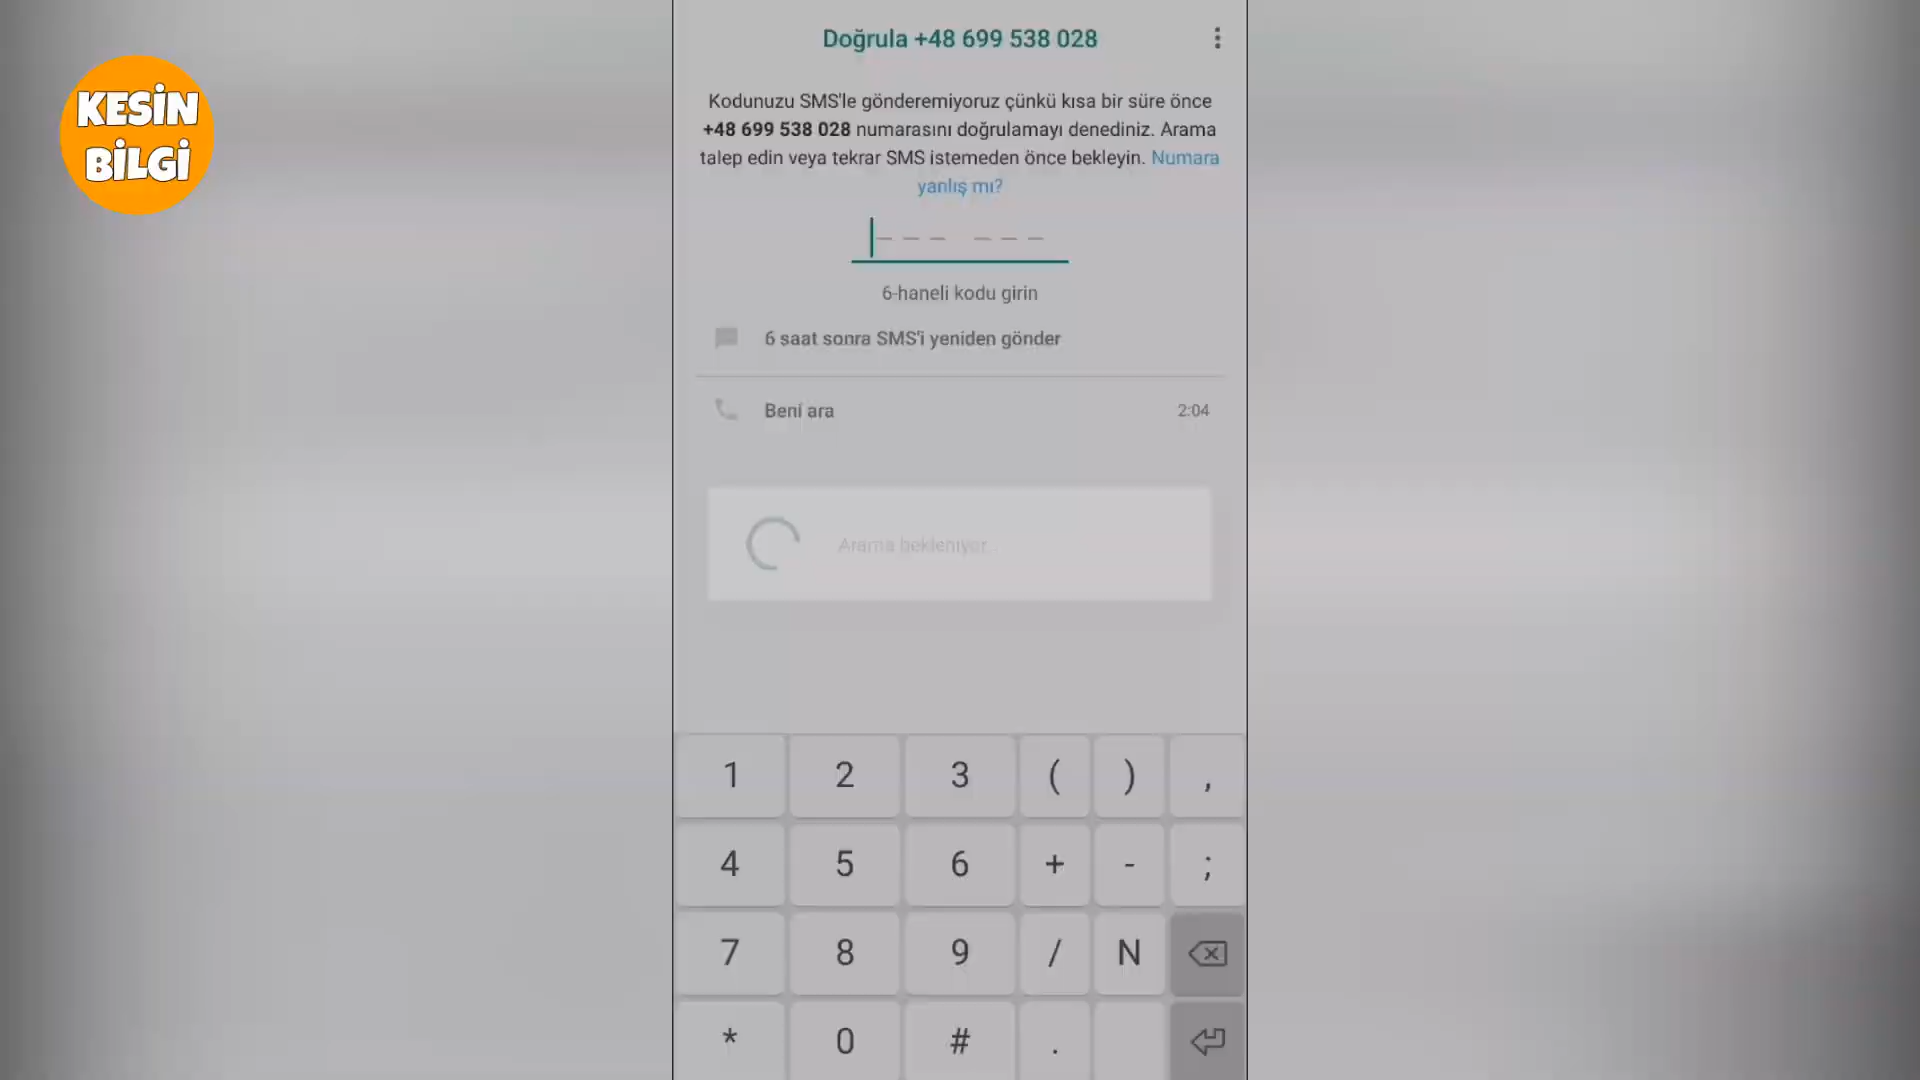 KESİN
BİLGİ
Doğrula +48 699 538 028
Kodunuzu SMS'le gönderemiyoruz çünkü kısa bir süre önce
+48 699 538 028 numarasını doğrulamayı denediniz. Arama
talep edin veya tekrar SMS istemeden önce bekleyin. Numara
yanlış mı?
6-haneli kodu girin
6 saat sonra SMS'i yeniden gönder
Beni ara 2:04
Arama bekleniyor...
1 2 3 ( ) ,
4 5 6 + - ;
7 8 9 / N
* 0 # .